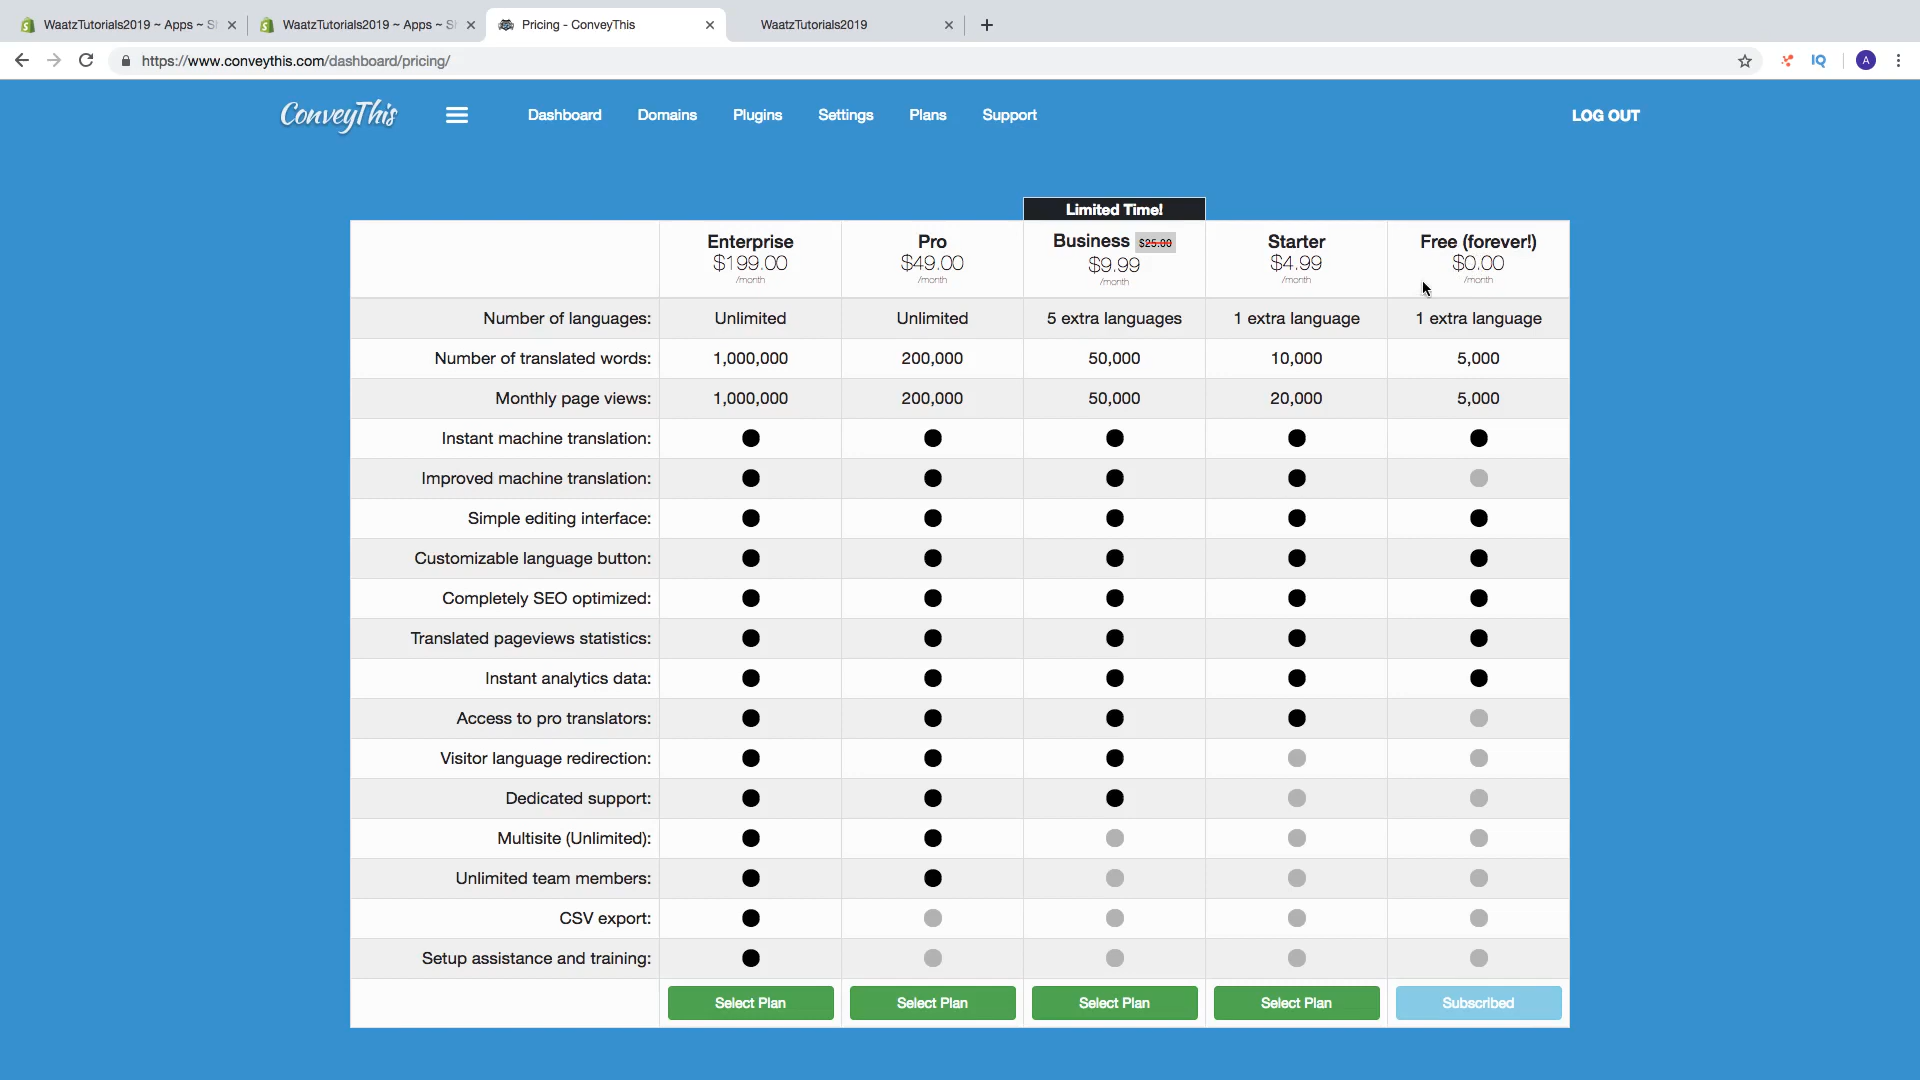 WaatzTutorials2019 ~ Apps ~ S
WaatzTutorials2019 ~ Apps ~ S
Pricing - ConveyThis
WaatzTutorials2019
https://www.conveythis.com/dashboard/pricing/
IQ
A
ConveyThis
Dashboard
Domains
Plugins
Settings
Plans
Support
LOG OUT
Limited Time!
Enterprise Pro Business $25.00 Starter Free (forever!)
$199.00 $49.00 $9.99 $4.99 $0.00
/month /month /month /month /month
Number of languages: Unlimited Unlimited 5 extra languages 1 extra language 1 extra language
Number of translated words: 1,000,000 200,000 50,000 10,000 5,000
Monthly page views: 1,000,000 200,000 50,000 20,000 5,000
Instant machine translation:
Improved machine translation:
Simple editing interface:
Customizable language button:
Completely SEO optimized:
Translated pageviews statistics:
Instant analytics data:
Access to pro translators:
Visitor language redirection:
Dedicated support:
Multisite (Unlimited):
Unlimited team members:
CSV export:
Setup assistance and training:
Select Plan Select Plan Select Plan Select Plan Subscribed